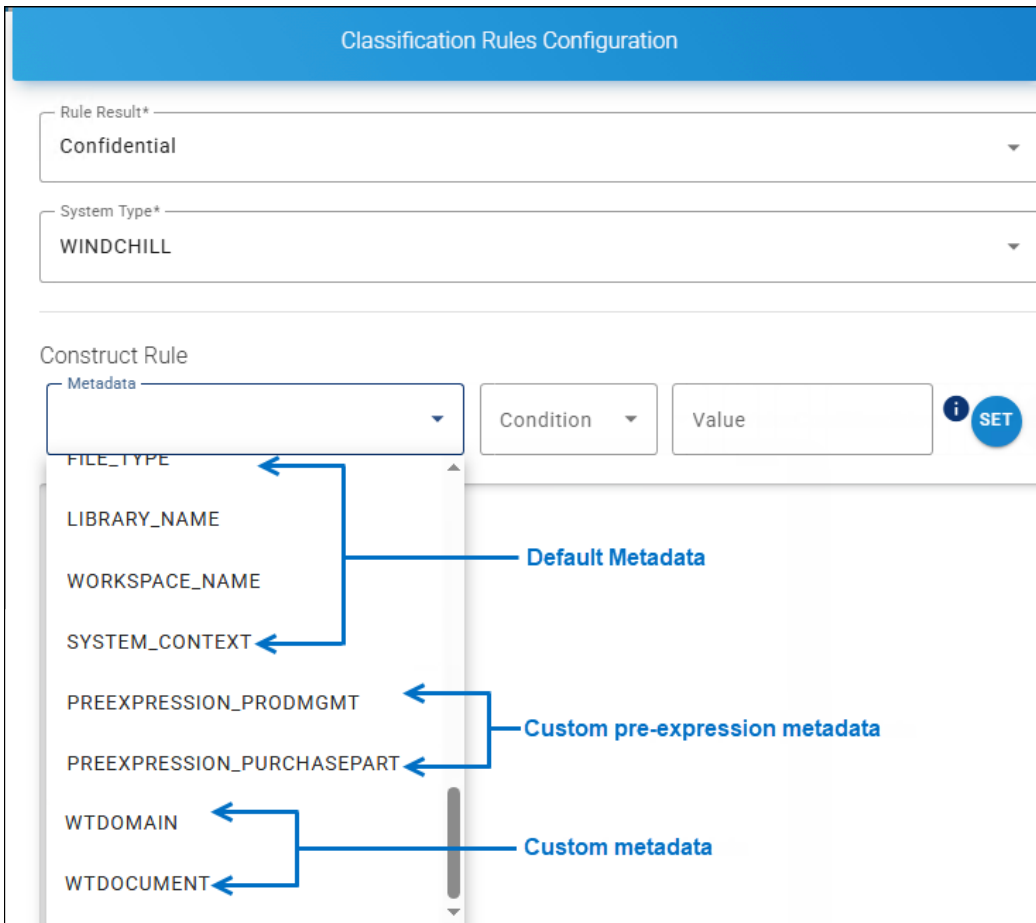 Classification Rules Configuration
Rule Result*
Confidential
System Type*
WINDCHILL
Construct Rule
Metadata
Condition
Value
i
SET
FILE_TYPE
LIBRARY_NAME
Default Metadata
WORKSPACE_NAME
SYSTEM_CONTEXT
PREEXPRESSION_PRODMGMT
Custom pre-expression metadata
PREEXPRESSION_PURCHASEPART
WTDOMAIN
Custom metadata
WTDOCUMENT